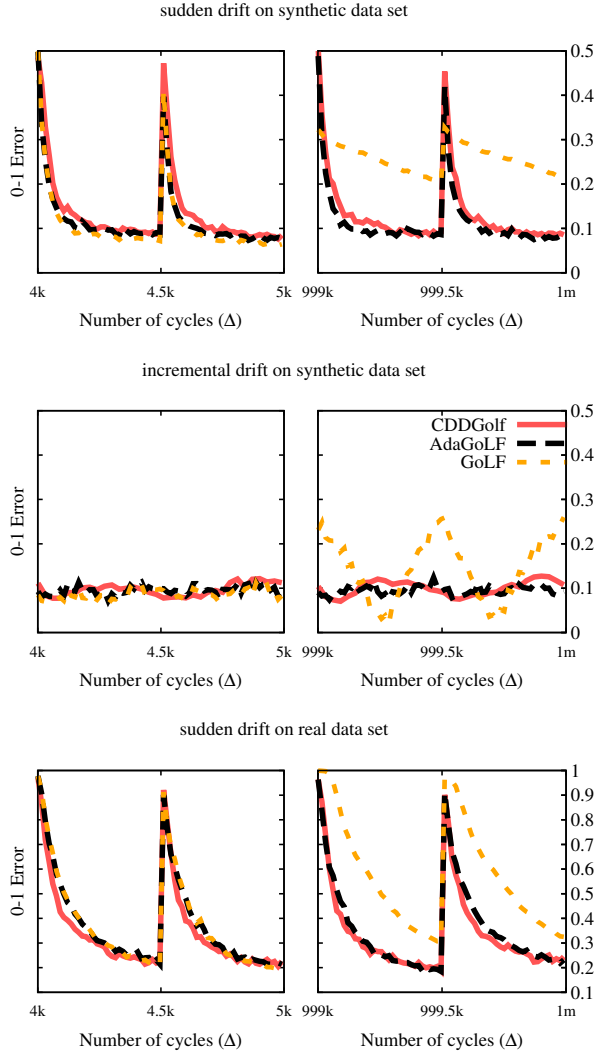 sudden drift on synthetic data set
0-1 Error
0.5
0.4
0.3
0.2
0.1
0
4k 4.5k 5k 999k 999.5k 1m
Number of cycles (Δ) Number of cycles (Δ)
incremental drift on synthetic data set
0-1 Error
CDDGolf
AdaGoLF
GoLF
0.5
0.4
0.3
0.2
0.1
0
4k 4.5k 5k 999k 999.5k 1m
Number of cycles (Δ) Number of cycles (Δ)
sudden drift on real data set
0-1 Error
1
0.9
0.8
0.7
0.6
0.5
0.4
0.3
0.2
0.1
4k 4.5k 5k 999k 999.5k 1m
Number of cycles (Δ) Number of cycles (Δ)